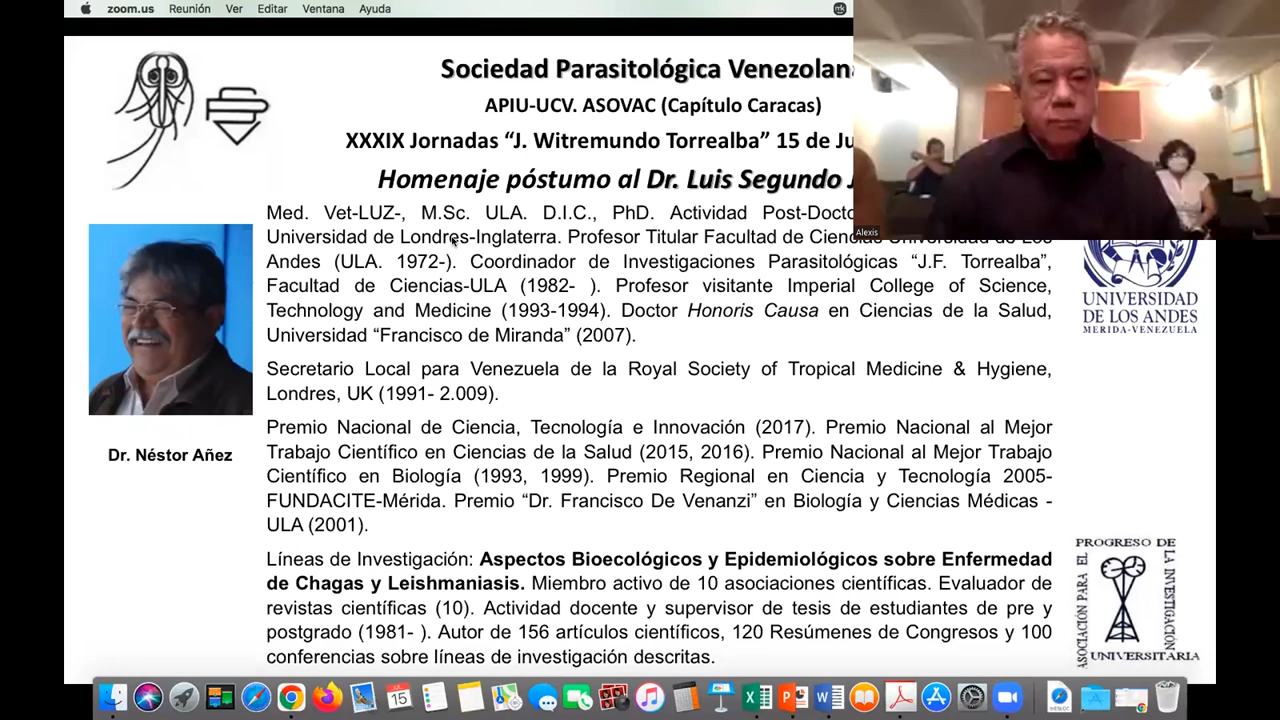 zoom.us Reunión Ver Editar Ventana Ayuda
Sociedad Parasitológica Venezolana
APIU-UCV. ASOVAC (Capítulo Caracas)
XXXIX Jornadas “J. Witremundo Torrealba” 15 de Ju
Homenaje póstumo al Dr. Luis Segundo
Med. Vet-LUZ-, M.Sc. ULA. D.I.C., PhD. Actividad Post-Docto
Universidad de Londres-Inglaterra. Profesor Titular Facultad de Ciencias Universidad de Los
Andes (ULA. 1972-). Coordinador de Investigaciones Parasitológicas “J.F. Torrealba”,
Facultad de Ciencias-ULA (1982- ). Profesor visitante Imperial College of Science,
Technology and Medicine (1993-1994). Doctor Honoris Causa en Ciencias de la Salud,
Universidad “Francisco de Miranda” (2007).
Secretario Local para Venezuela de la Royal Society of Tropical Medicine & Hygiene,
Londres, UK (1991- 2.009).
Premio Nacional de Ciencia, Tecnología e Innovación (2017). Premio Nacional al Mejor
Trabajo Científico en Ciencias de la Salud (2015, 2016). Premio Nacional al Mejor Trabajo
Científico en Biología (1993, 1999). Premio Regional en Ciencia y Tecnología 2005-
FUNDACITE-Mérida. Premio “Dr. Francisco De Venanzi” en Biología y Ciencias Médicas -
ULA (2001).
Líneas de Investigación: Aspectos Bioecológicos y Epidemiológicos sobre Enfermedad
de Chagas y Leishmaniasis. Miembro activo de 10 asociaciones científicas. Evaluador de
revistas científicas (10). Actividad docente y supervisor de tesis de estudiantes de pre y
postgrado (1981- ). Autor de 156 artículos científicos, 120 Resúmenes de Congresos y 100
conferencias sobre líneas de investigación descritas.
Dr. Néstor Áñez
Alexis
UNIVERSIDAD
DE LOS ANDES
MERIDA-VENEZUELA
PROGRESO DE
ASOCIACIÓN PARA EL
LA INVESTIGACIÓN
UNIVERSITARIA
JUL
15